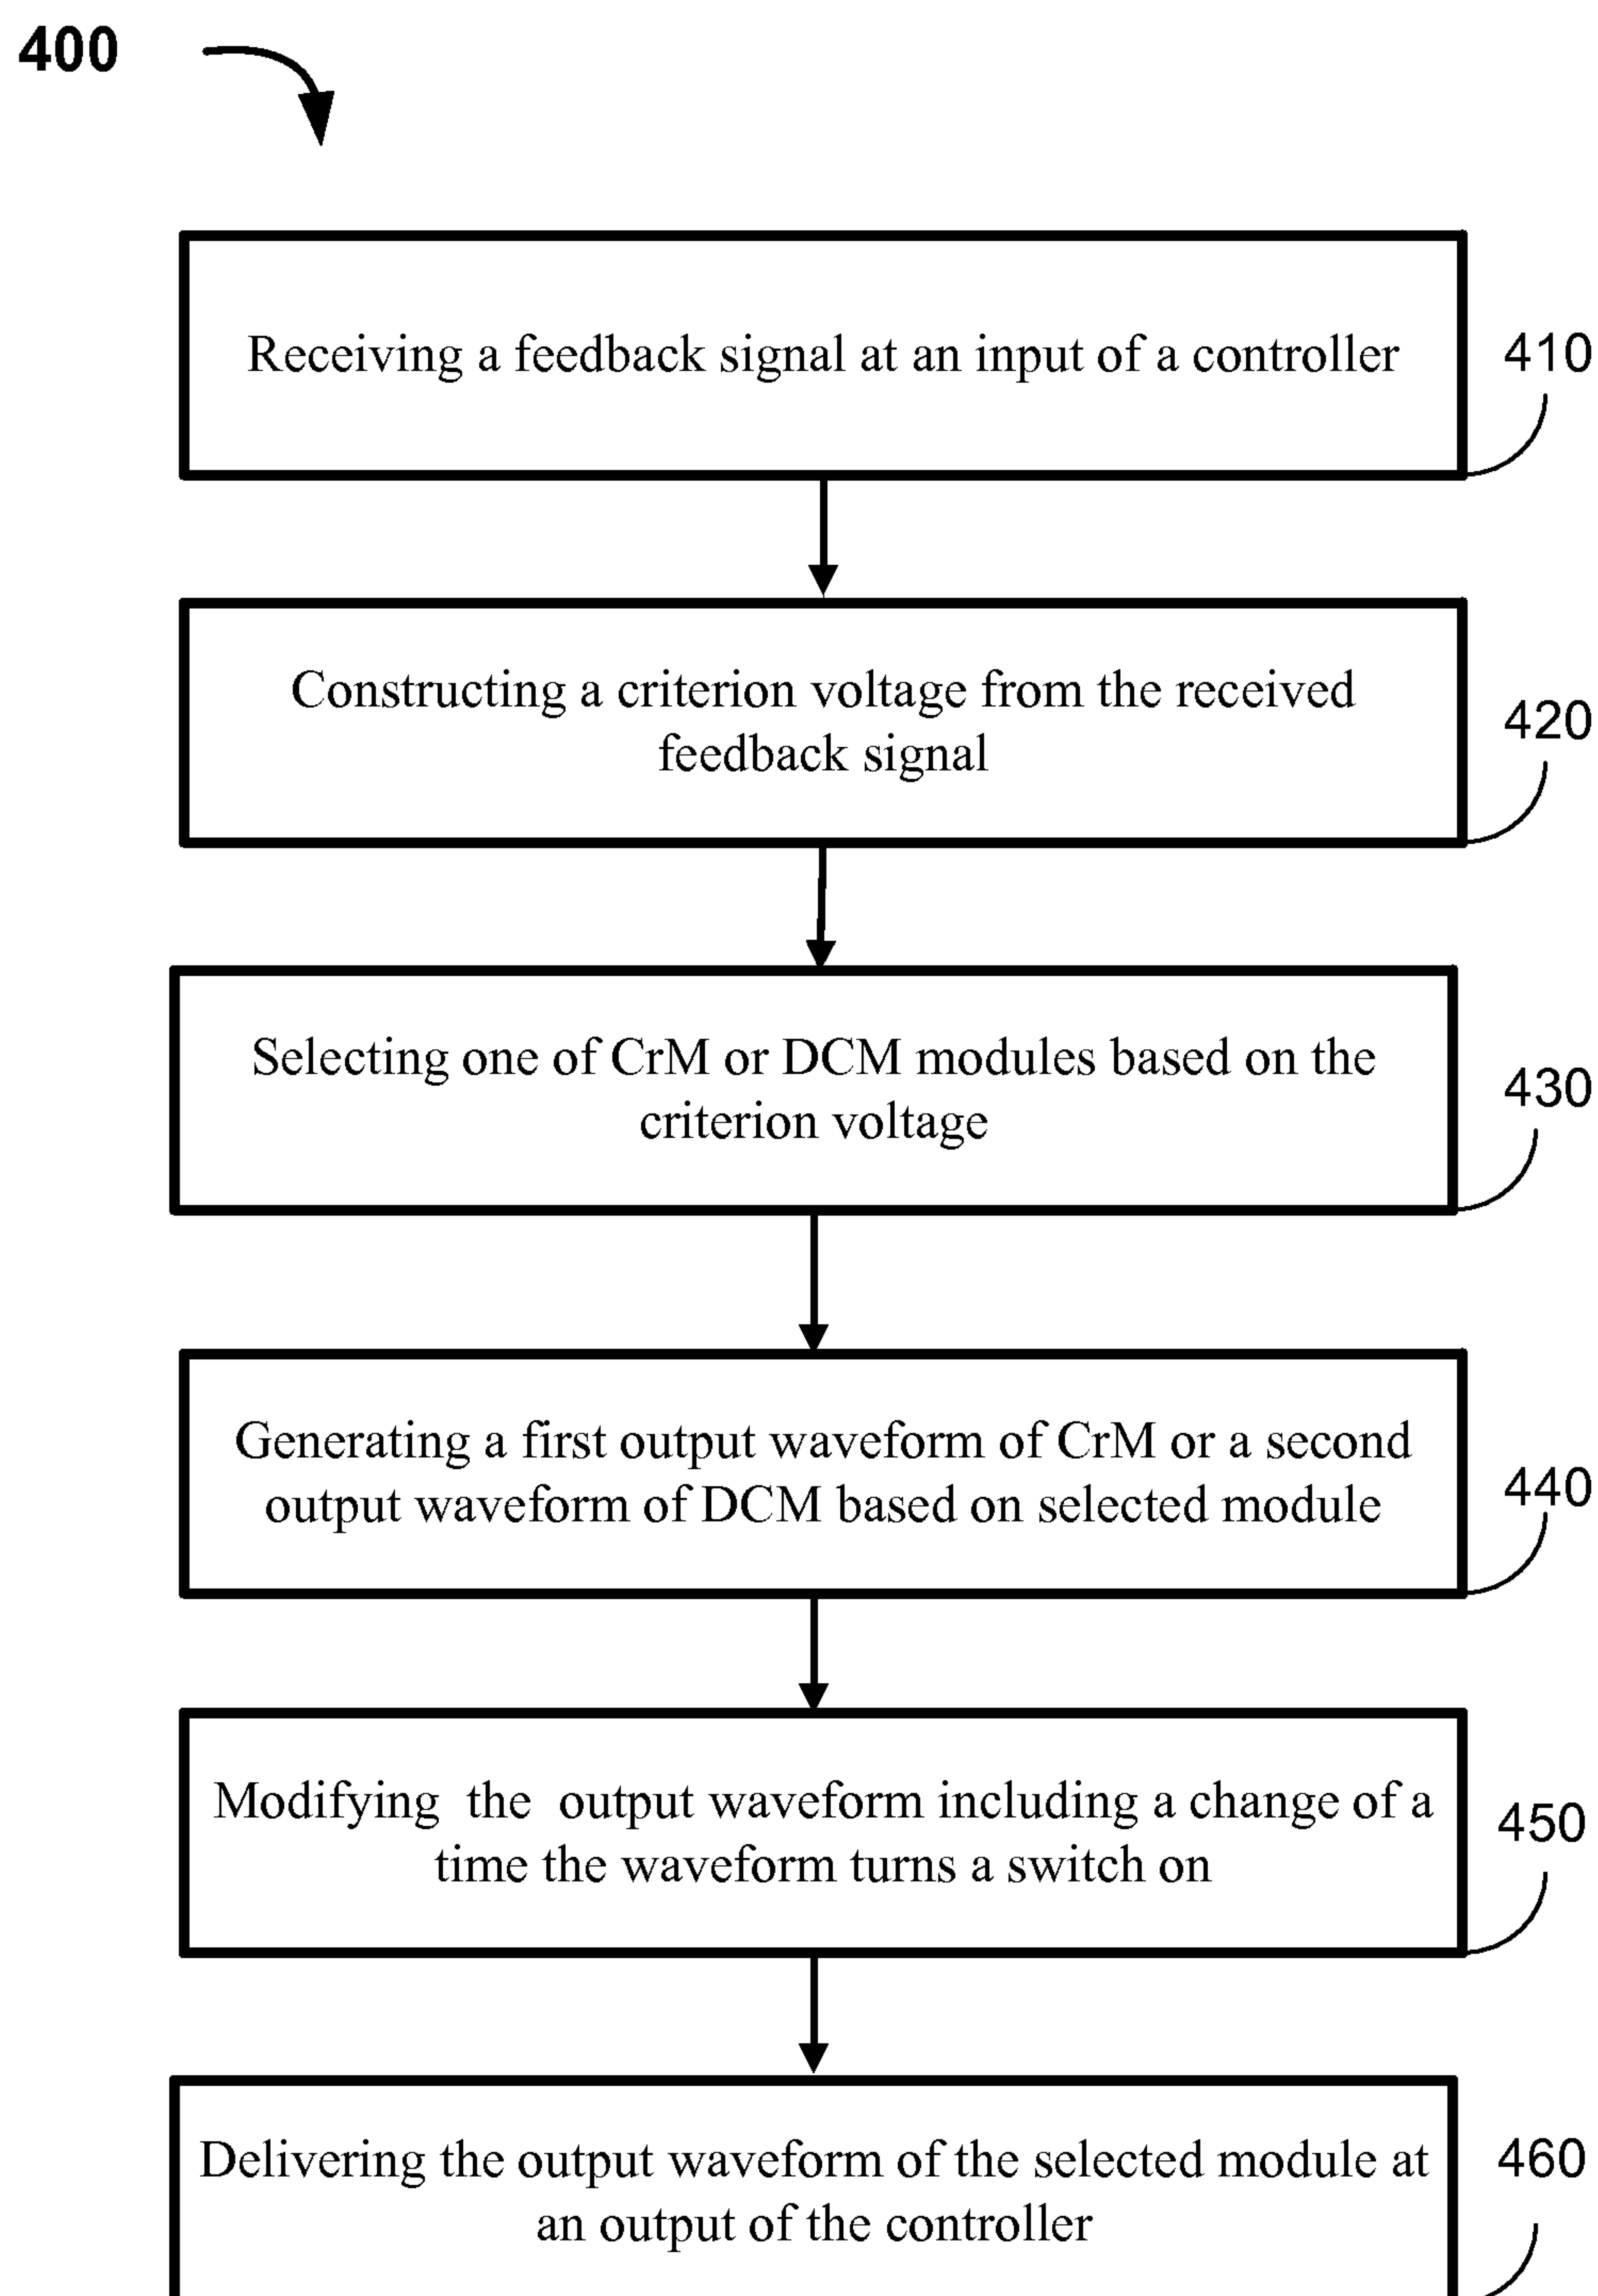 400
Receiving a feedback signal at an input of a controller
410
Constructing a criterion voltage from the received
feedback signal
420
Selecting one of CrM or DCM modules based on the
criterion voltage
430
Generating a first output waveform of CrM or a second
output waveform of DCM based on selected module
440
Modifying the output waveform including a change of a
time the waveform turns a switch on
450
Delivering the output waveform of the selected module at
an output of the controller
460